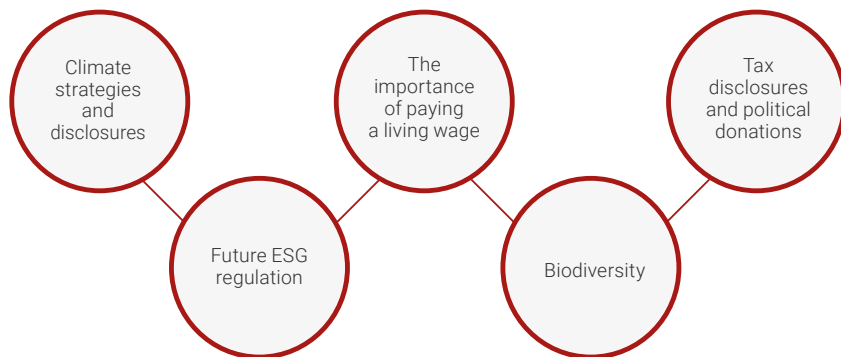 Climate
strategies
and
disclosures
Future ESG
regulation
The
importance
of paying
a living wage
Biodiversity
Tax
disclosures
and political
donations